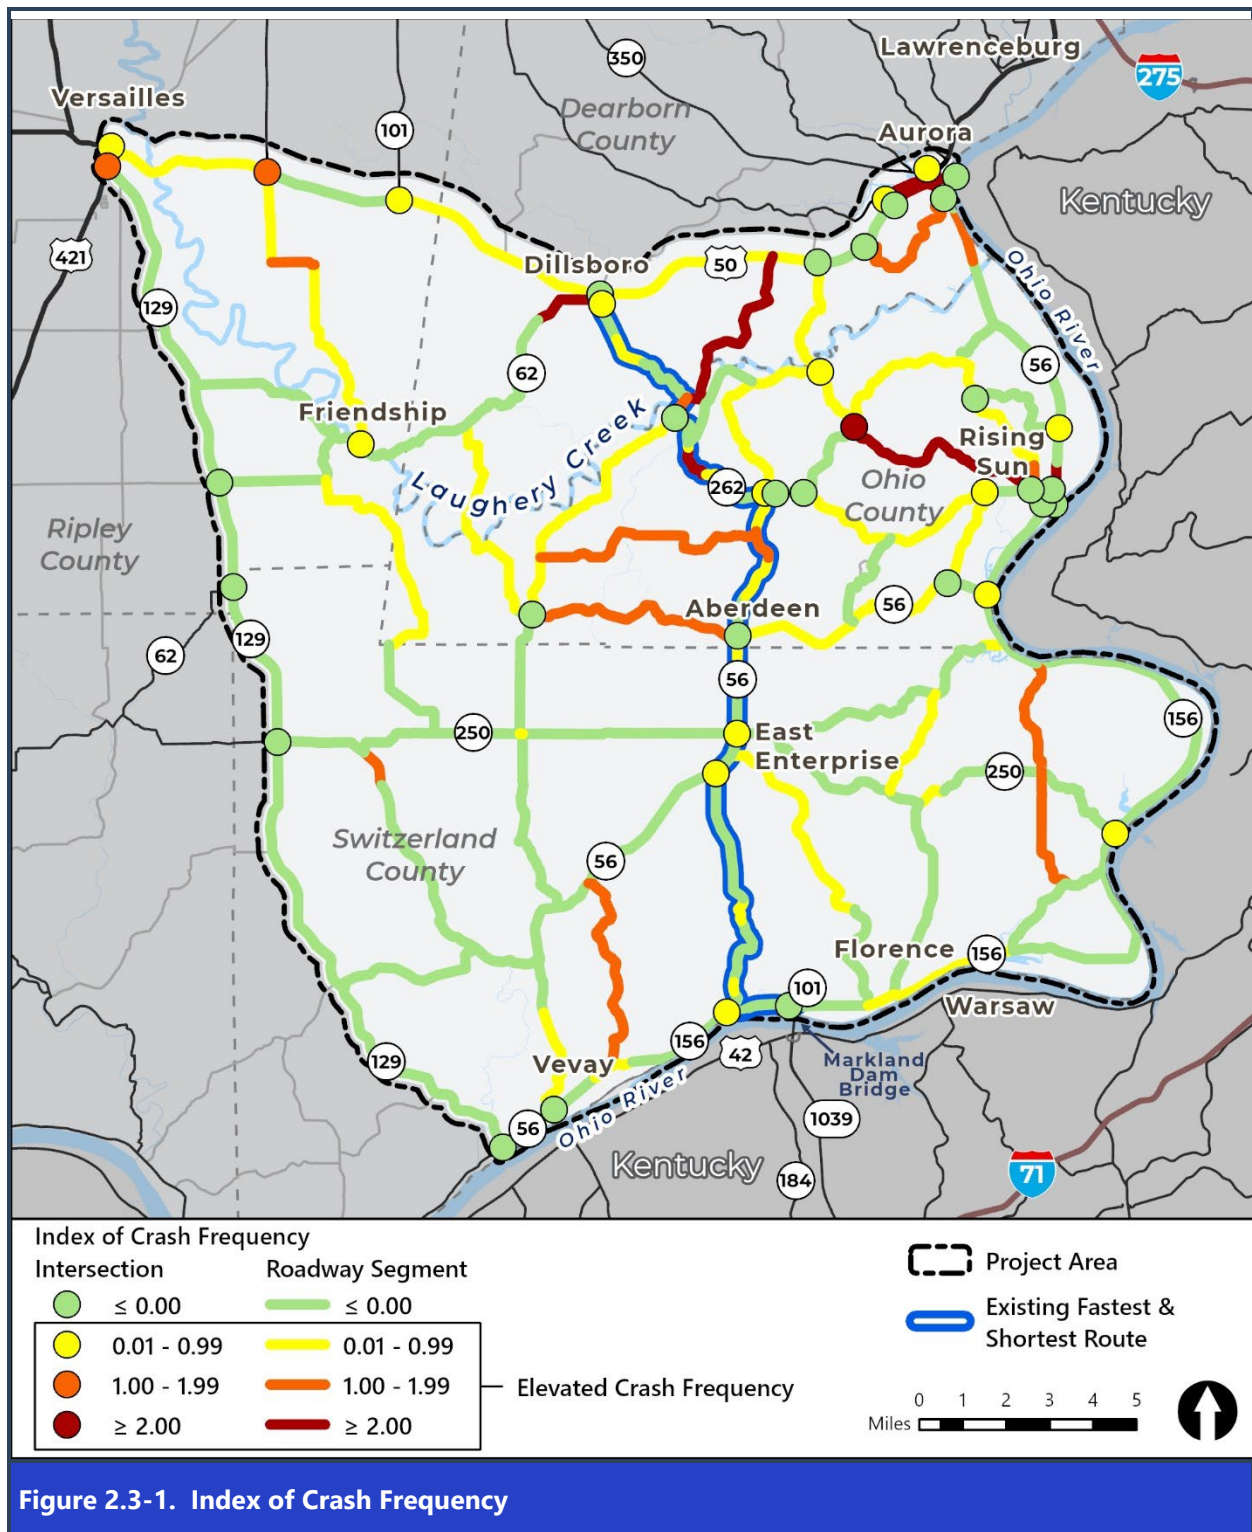 Lawrenceburg
350
275
Versailles
Dearborn
County
101
Aurora
Kentucky
421
Dillsboro
50
Ohio River
129
62
56
Friendship
Laughery Creek
Rising
Sun
262
Ohio
County
Ripley
County
56
Aberdeen
129
62
56
156
250
East
Enterprise
250
Switzerland
County
56
Florence
156
101
Warsaw
156
42
Vevay
129
Markland
Dam
Bridge
56
Ohio River
1039
Kentucky
184
71
Index of Crash Frequency
Intersection
Roadway Segment
≤ 0.00
≤ 0.00
0.01 - 0.99
0.01 - 0.99
1.00 - 1.99
1.00 - 1.99
≥ 2.00
≥ 2.00
Elevated Crash Frequency
Project Area
Existing Fastest &
Shortest Route
0 1 2 3 4 5
Miles
Figure 2.3-1. Index of Crash Frequency